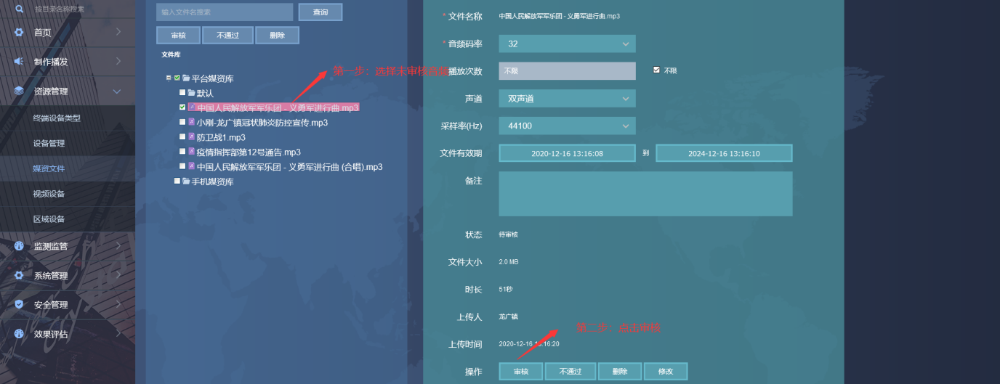 按目录名称搜索
首页
制作播发
资源管理
终端设备类型
设备管理
媒资文件
视频设备
区域设备
监测监管
系统管理
安全管理
效果评估
输入文件名搜索
查询
审核 不通过 删除
文件库
平台媒资库
默认
中国人民解放军军乐团 - 义勇军进行曲.mp3
小刚-龙广镇冠状肺炎防控宣传.mp3
防卫战1.mp3
疫情指挥部第12号通告.mp3
中国人民解放军军乐团 - 义勇军进行曲 (合唱).mp3
手机媒资库
第一步：选择未审核音频
* 文件名称 中国人民解放军军乐团 - 义勇军进行曲.mp3
* 音频码率 32
播放次数 不限 不限
声道 双声道
采样率(Hz) 44100
文件有效期 2020-12-16 13:16:08 到 2024-12-16 13:16:10
备注
状态 待审核
文件大小 2.0 MB
时长 51秒
上传人 龙广镇
第二步：点击审核
上传时间 2020-12-16 13:16:20
操作 审核 不通过 删除 修改